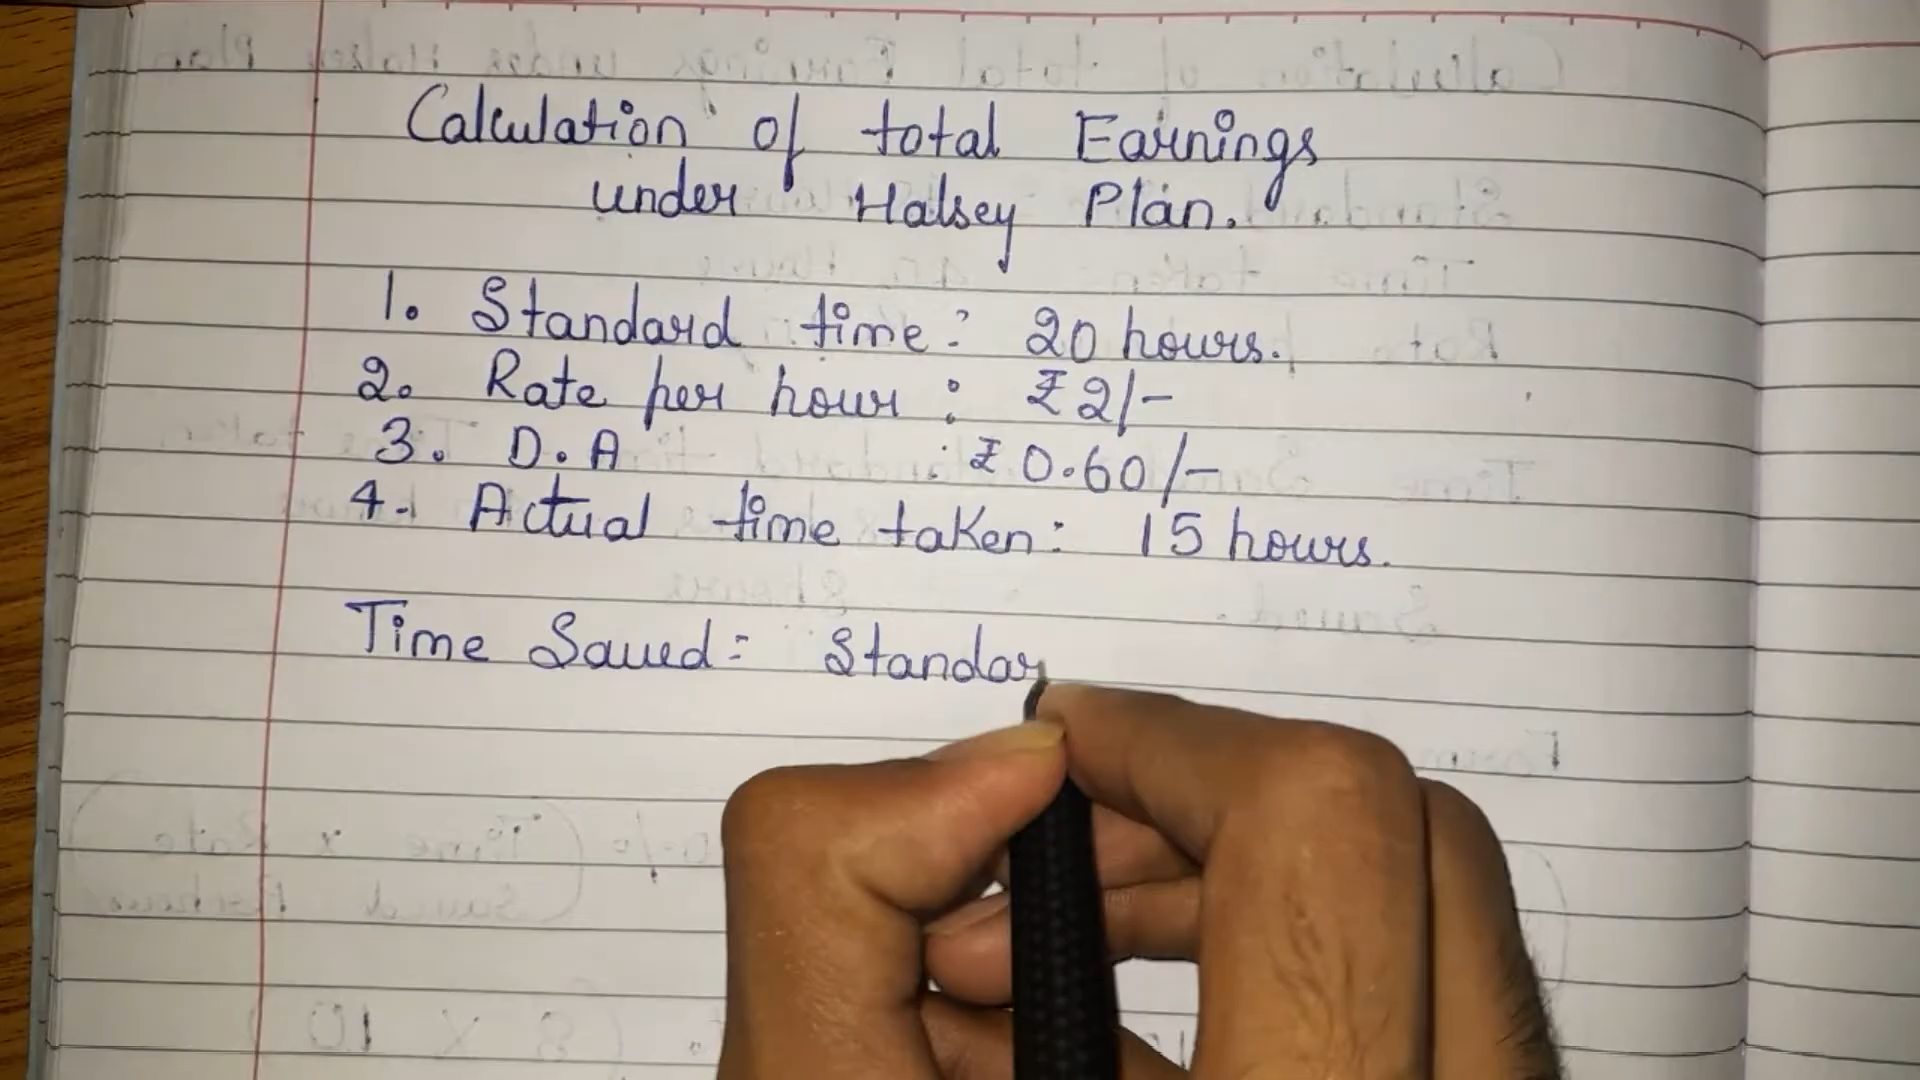 Calculation of total Earnings
under Halsey Plan.
1. Standard time: 20 hours.
2. Rate per hour : ₹2/-
3. D.A : ₹0.60/-
4. Actual time taken: 15 hours.
Time Saved = Standar